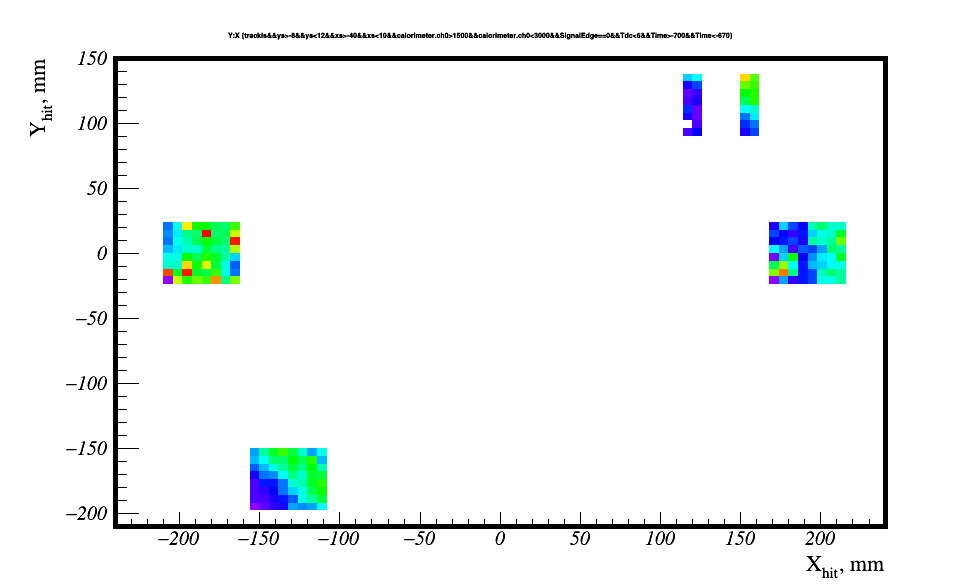 Y:X {trackis&&ys>-8&&ys<12&&xs>-40&&xs<10&&calorimeter.ch0>1500&&calorimeter.ch0<3000&&SignalEdge==0&&Tdc<6&&Time>-700&&Time<-670}
Y_hit, mm
150
100
50
0
−50
−100
−150
−200
−200 −150 −100 −50 0 50 100 150 200
X_hit, mm